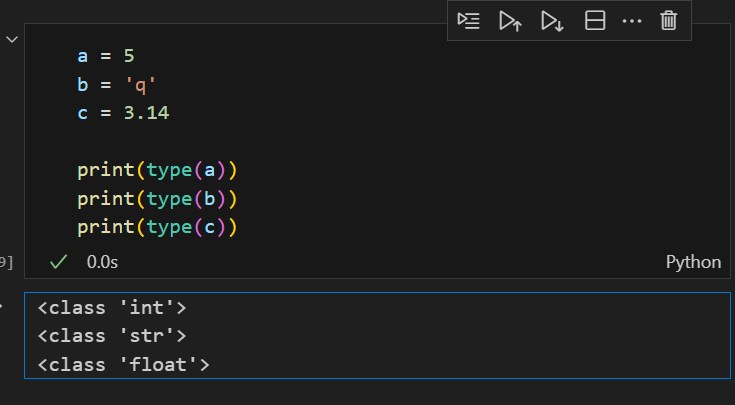 a = 5
b = 'q'
c = 3.14
print(type(a))
print(type(b))
print(type(c))
9] 0.0s Python
<class 'int'>
<class 'str'>
<class 'float'>